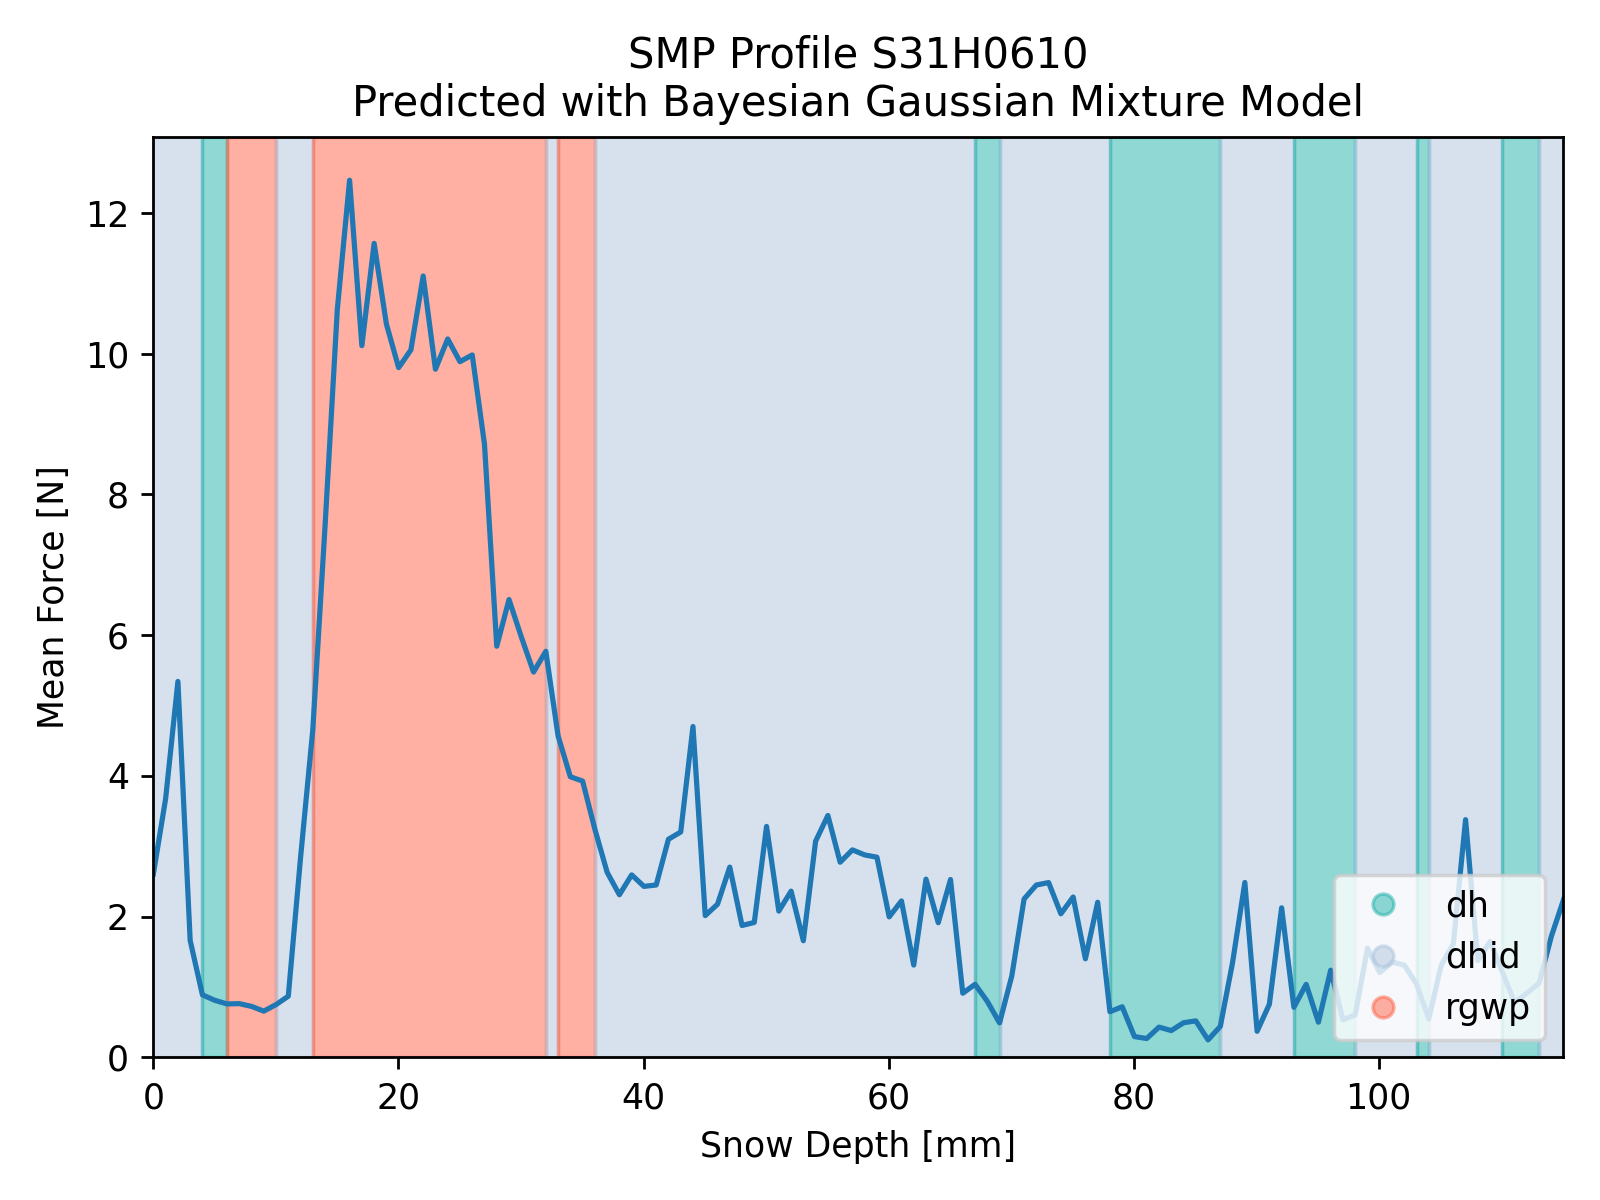 SMP Profile S31H0610
Predicted with Bayesian Gaussian Mixture Model
Mean Force [N]
12
10
8
6
4
2
0
dh
dhid
rgwp
0 20 40 60 80 100
Snow Depth [mm]